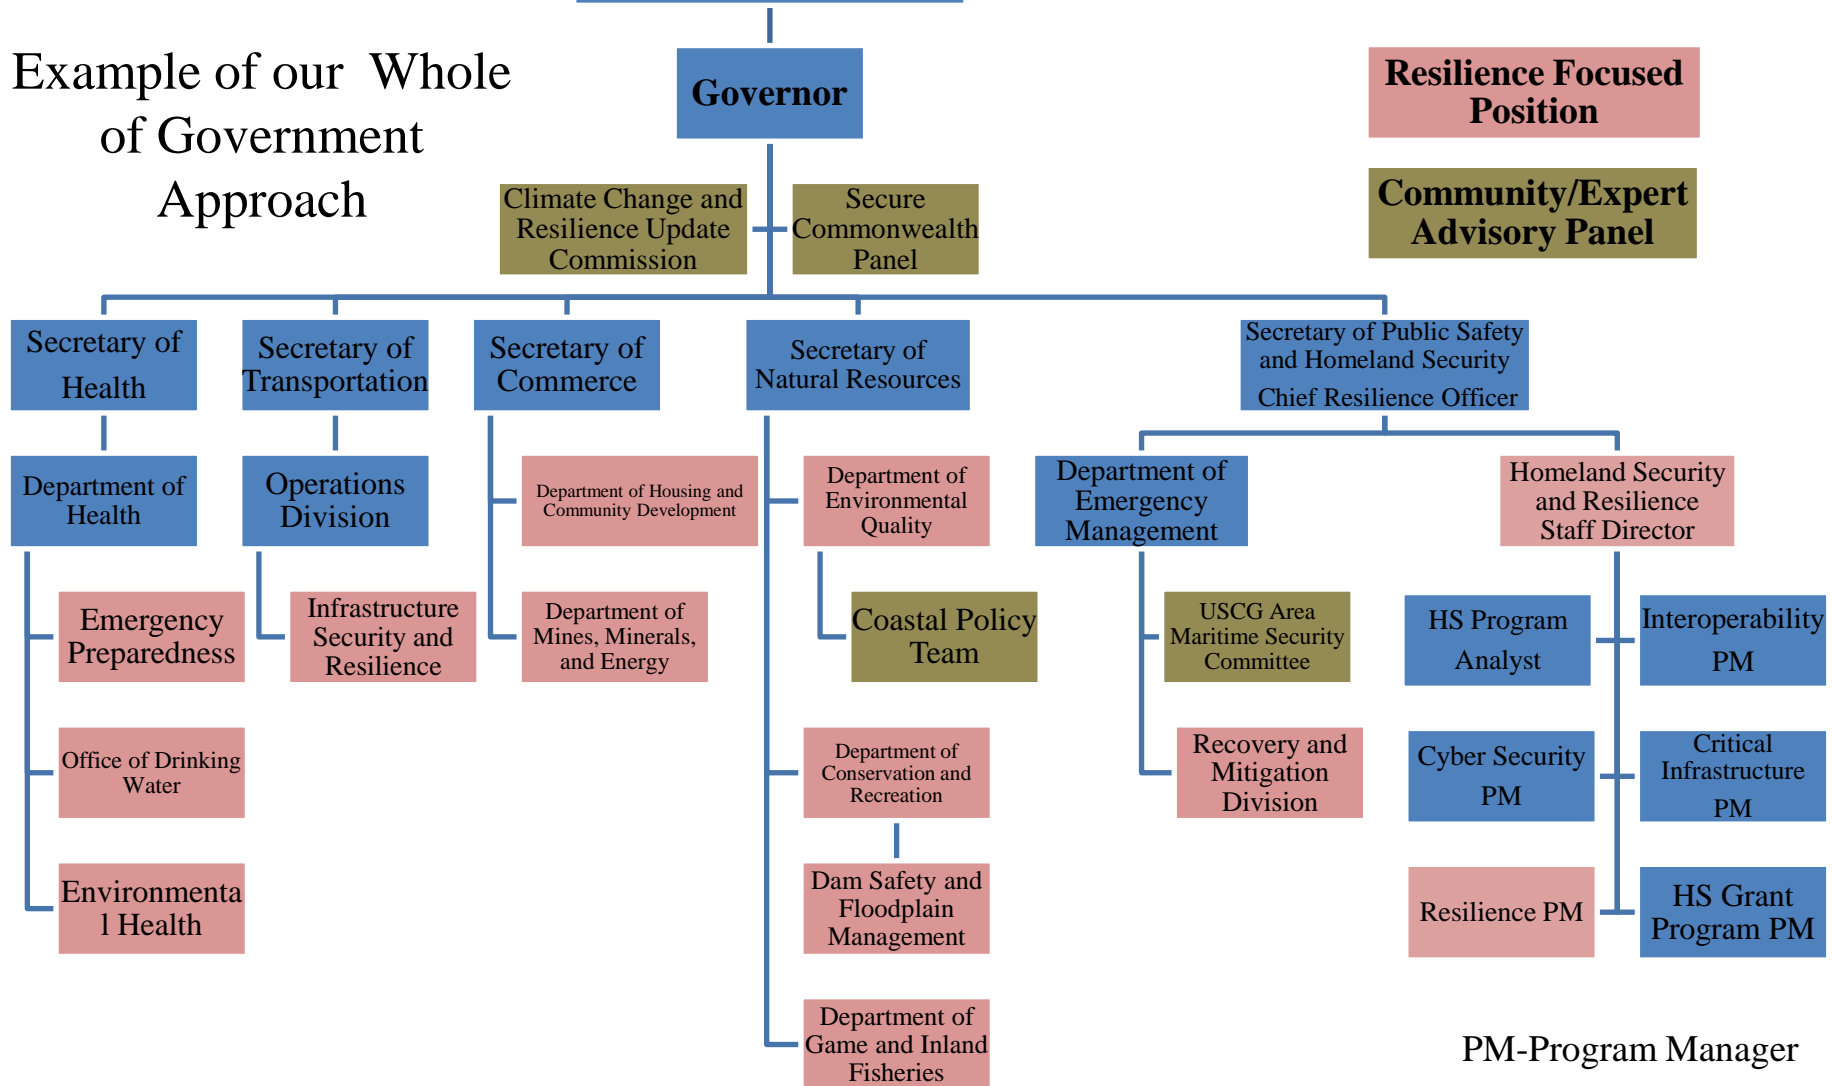 Example of our  Whole
of Government
Approach
Governor
Resilience Focused
Position
Community/Expert
Advisory Panel
Climate Change and
Resilience Update
Commission
Secure
Commonwealth
Panel
Secretary of
Health
Secretary of
Transportation
Secretary of
Commerce
Secretary of
Natural Resources
Secretary of Public Safety
and Homeland Security
Chief Resilience Officer
Department of
Health
Operations
Division
Department of Housing and
Community Development
Department of
Environmental
Quality
Department of
Emergency
Management
Homeland Security
and Resilience
Staff Director
Emergency
Preparedness
Infrastructure
Security and
Resilience
Department of
Mines, Minerals,
and Energy
Coastal Policy
Team
USCG Area
Maritime Security
Committee
HS Program
Analyst
Interoperability
PM
Office of Drinking
Water
Department of
Conservation and
Recreation
Recovery and
Mitigation
Division
Cyber Security
PM
Critical
Infrastructure
PM
Environmenta
l Health
Dam Safety and
Floodplain
Management
Resilience PM
HS Grant
Program PM
Department of
Game and Inland
Fisheries
PM-Program Manager